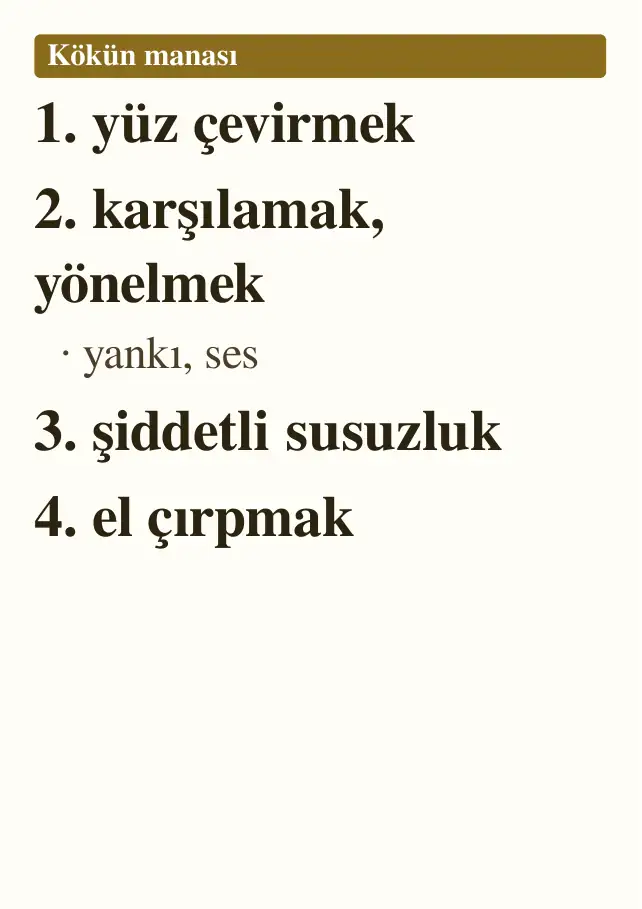 Kökün manası
1. yüz çevirmek
2. karşılamak,
yönelmek
· yankı, ses
3. şiddetli susuzluk
4. el çırpmak